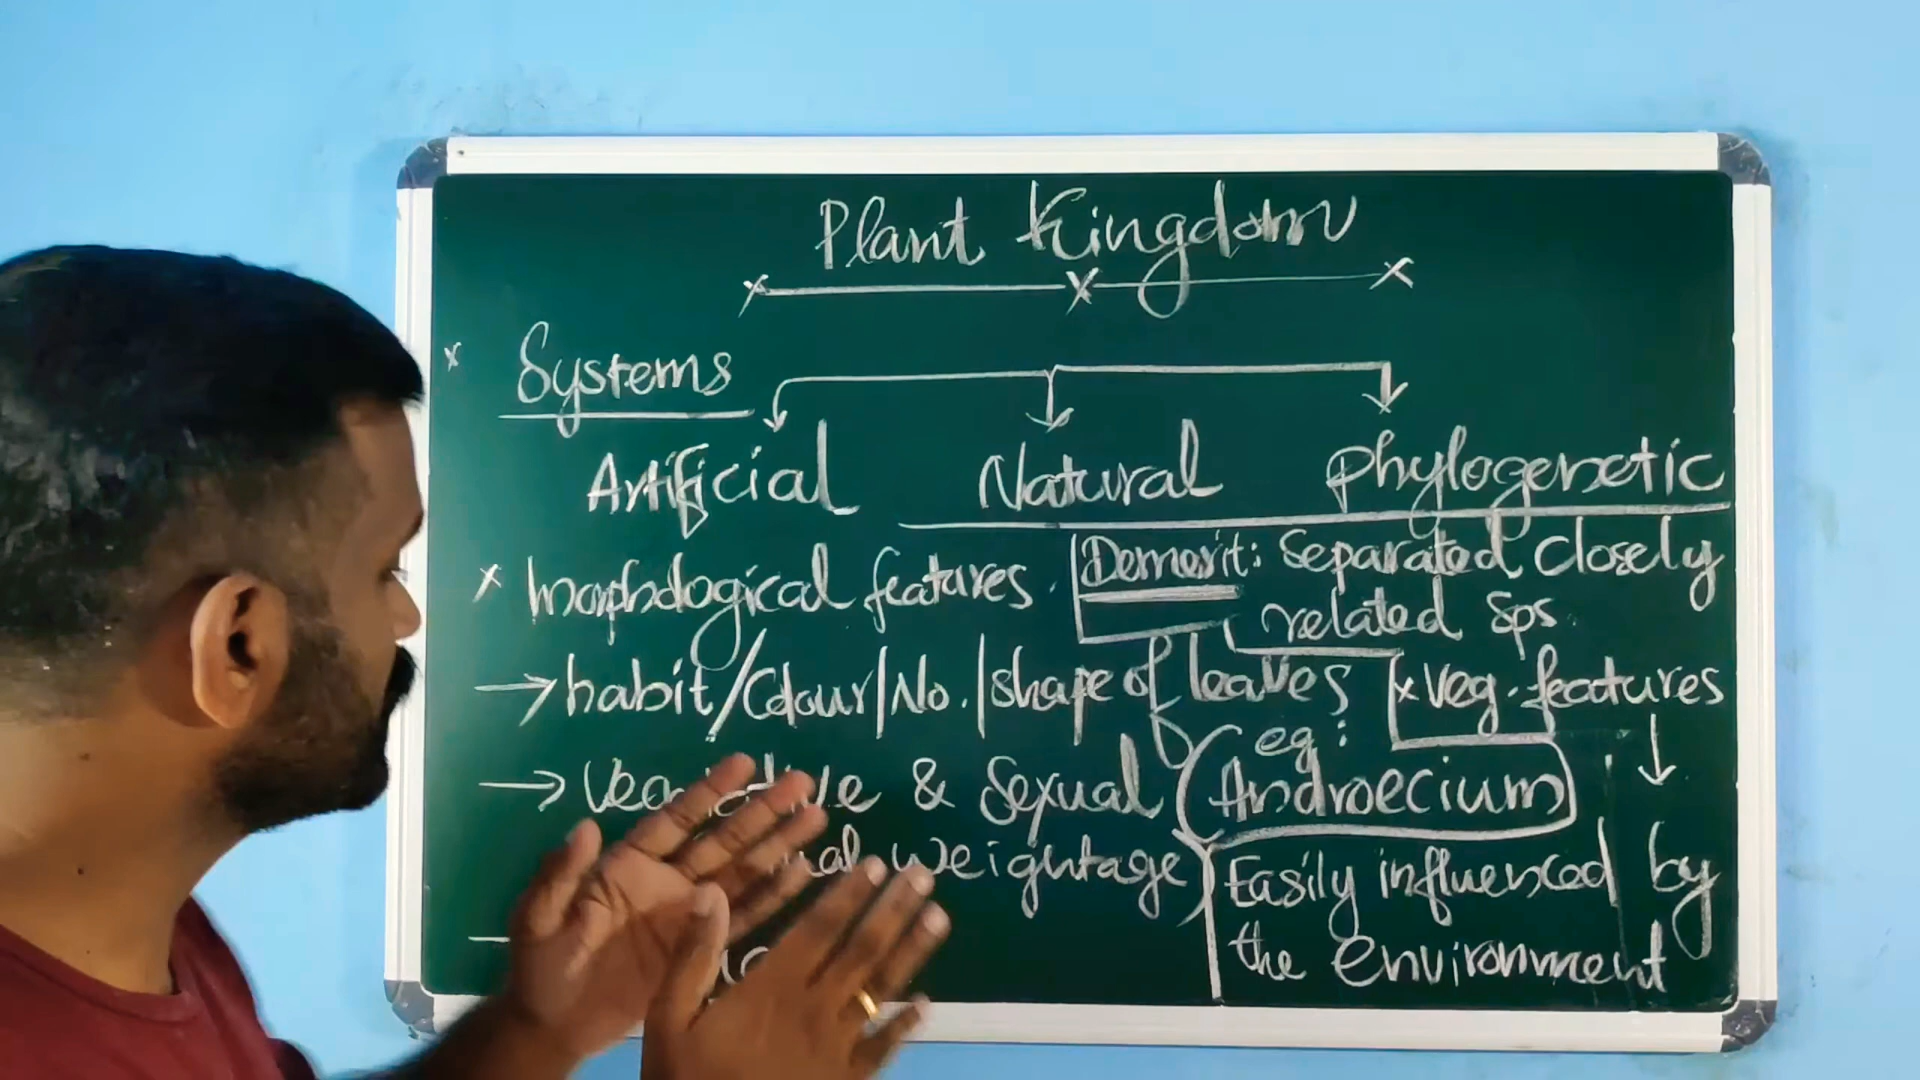 Plant Kingdom
Systems
Artificial Natural Phylogenetic
Morphological features.
Demerit: Separated closely
related Sps.
habit/Colour/No./shape of leaves
Veg. features
eg:
& Sexual (Androecium)
weightage
Easily influenced by
the environment